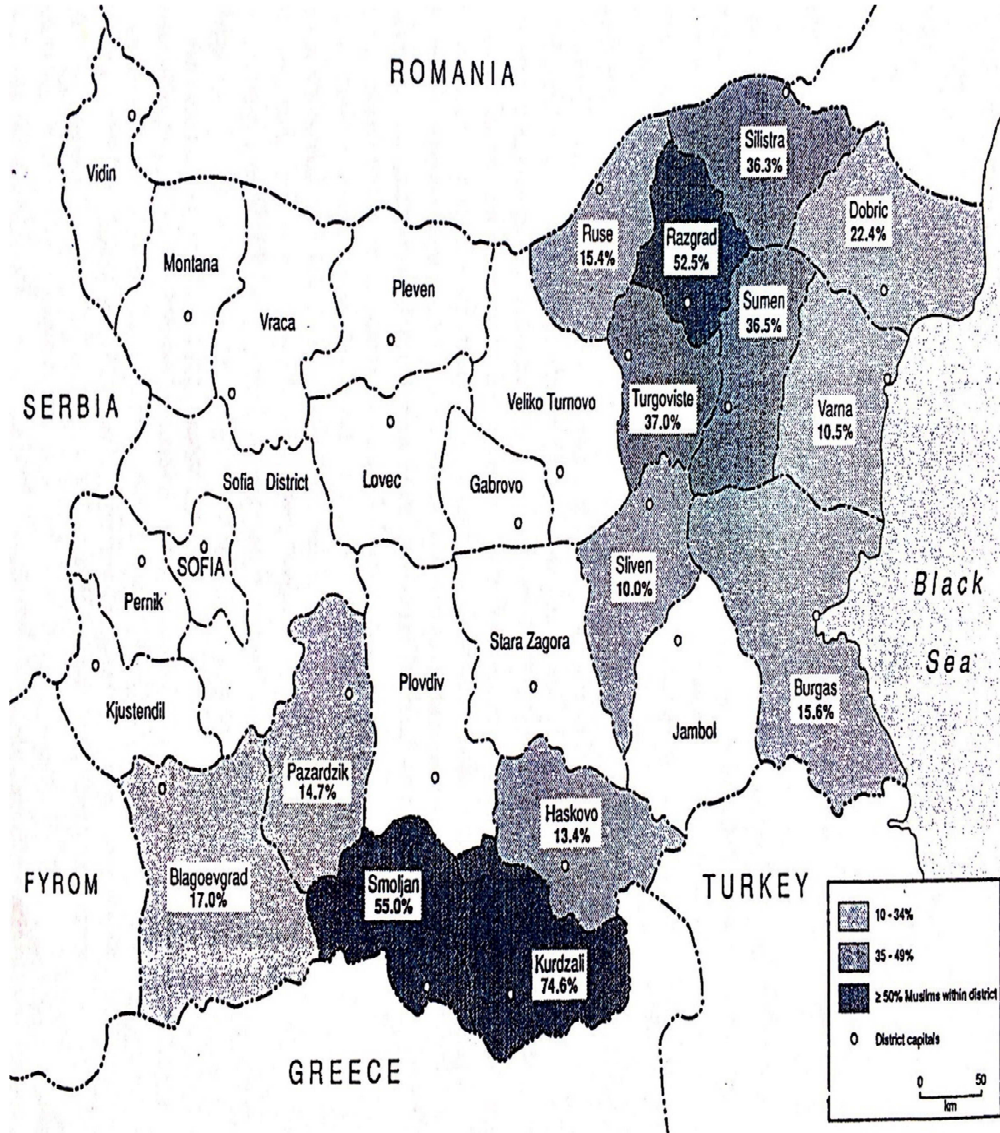 ROMANIA
Vidin
Silistra
36.3%
Dobric
22.4%
Ruse
15.4%
Razgrad
52.5%
Montana
Pleven
Vraca
Sumen
36.5%
SERBIA
Veliko Turnovo
Turgoviste
37.0%
Varna
10.5%
Sofia District
Lovec
Gabrovo
SOFIA
Pernik
Sliven
10.0%
Black
Sea
Stara Zagora
Plovdiv
Kjustendil
Burgas
15.6%
Jambol
Pazardzik
14.7%
Haskovo
13.4%
FYROM
Blagoevgrad
17.0%
Smoljan
55.0%
TURKEY
Kurdzali
74.6%
GREECE
10 - 34%
35 - 49%
≥ 50% Muslims within district
District capitals
0 50
km